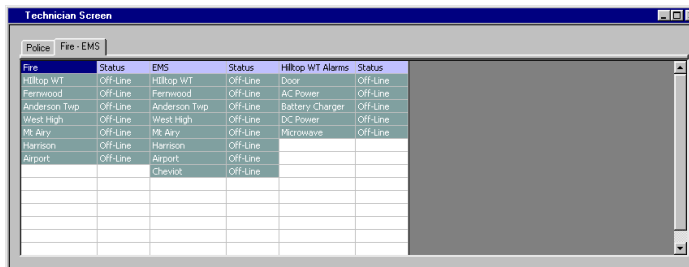 Technician Screen
Police Fire - EMS
Fire Status EMS Status Hilltop WT Alarms Status
HIlltop WT Off-Line HIlltop WT Off-Line Door Off-Line
Fernwood Off-Line Fernwood Off-Line AC Power Off-Line
Anderson Twp Off-Line Anderson Twp Off-Line Battery Charger Off-Line
West High Off-Line West High Off-Line DC Power Off-Line
Mt Airy Off-Line Mt Airy Off-Line Microwave Off-Line
Harrison Off-Line Harrison Off-Line
Airport Off-Line Airport Off-Line
Cheviot Off-Line